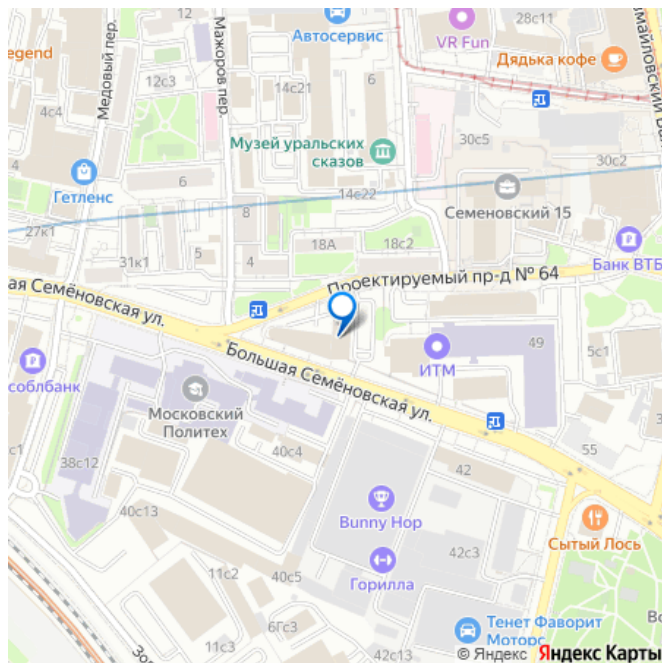 28с11
VR Fun
Автосервис
Дядька кофе
egend
Медовый пер.
Мажоров пер.
12с3
14с21
6
4с4
30с5
Музей уральских
сказов
4
30с2
Гетленс
6
14с22
Семеновский 15
8
27к1
5
18А
18с2
31к1
4
Банк ВТБ
Проектируемый пр-д № 64
ая Семёновская ул.
49
5с1
ИТМ
соблбанк
Большая Семёновская ул.
Московский
Политех
с1
38с12
40с4
55
42
40с13
Bunny Hop
Сытый Лось
42с3
11с2
40с5
Горилла
6Гс3
Тенет Фаворит
Моторс
11с13
© Яндекс Яндекс Карты